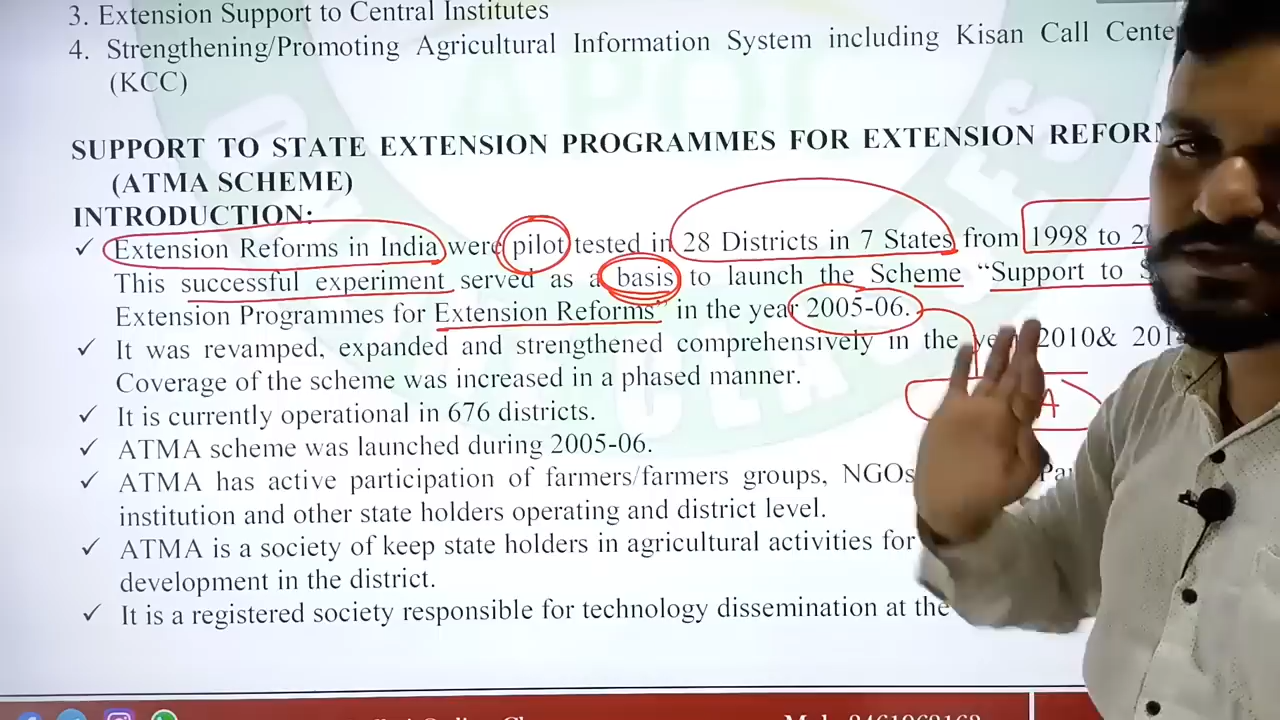 3. Extension Support to Central Institutes
4. Strengthening/Promoting Agricultural Information System including Kisan Call
(KCC)
SUPPORT TO STATE EXTENSION PROGRAMMES FOR EXTENSION
(ATMA SCHEME)
INTRODUCTION:
✓ Extension Reforms in India were pilot tested in 28 Districts in 7 States from 1998 to
This successful experiment served as a basis to launch the Scheme “Support to
Extension Programmes for Extension Reforms” in the year 2005-06.
✓ It was revamped, expanded and strengthened comprehensively in the 2010&
Coverage of the scheme was increased in a phased manner.
✓ It is currently operational in 676 districts.
✓ ATMA scheme was launched during 2005-06.
✓ ATMA has active participation of farmers/farmers groups, NGOs
institution and other state holders operating and district level.
✓ ATMA is a society of keep state holders in agricultural activities for
development in the district.
✓ It is a registered society responsible for technology dissemination at the